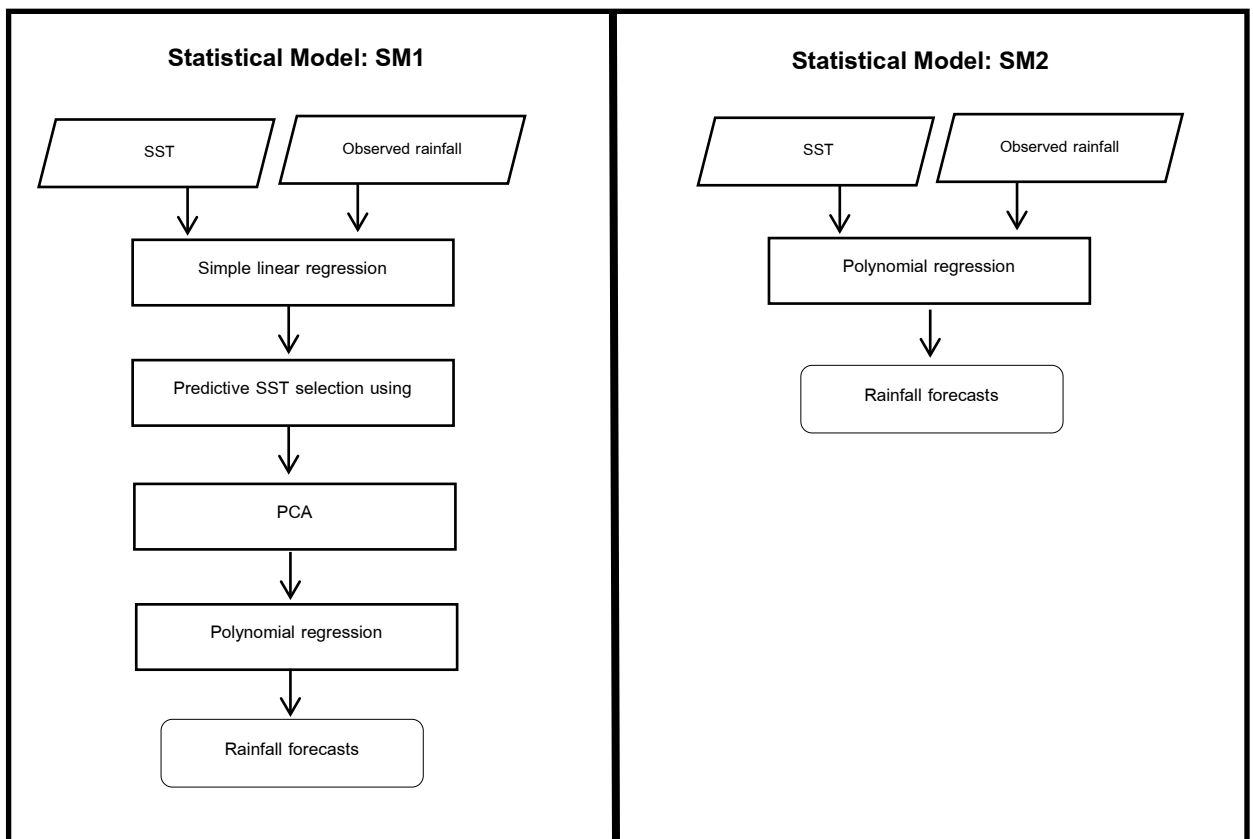 Statistical Model: SM1
SST
Observed rainfall
Simple linear regression
Predictive SST selection using
PCA
Polynomial regression
Rainfall forecasts
Statistical Model: SM2
SST
Observed rainfall
Polynomial regression
Rainfall forecasts